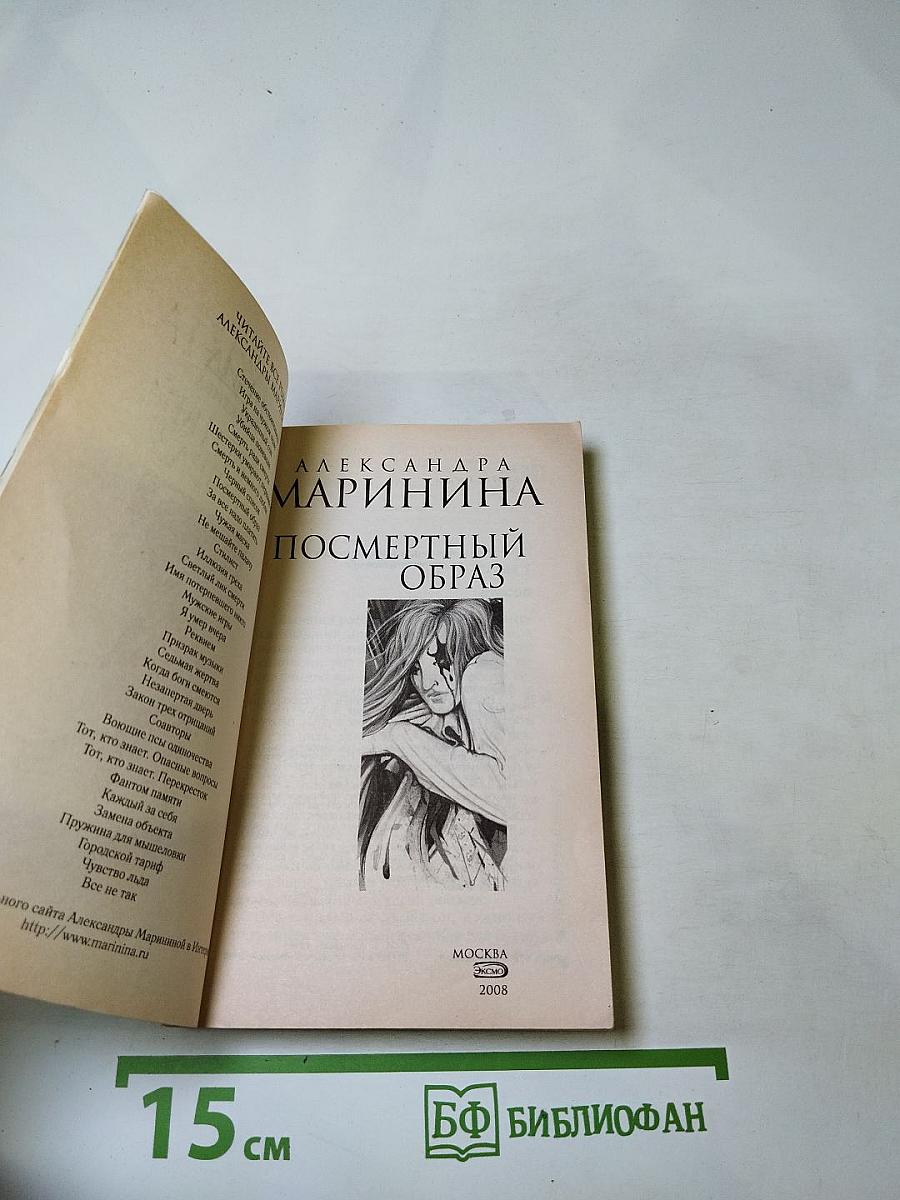 ЧИТАЙТЕ ВСЕ
АЛЕКСАНДРЫ
Стечение
Игра на чужом
Украденный сон
Убийца поневоле
Смерть ради смерти
Шестерки умирают первыми
Смерть и немного любви
Черный список
Посмертный образ
За все надо платить
Чужая маска
Не мешайте палачу
Стилист
Иллюзия греха
Светлый лик смерти
Имя потерпевшего никто
Мужские игры
Я умер вчера
Реквием
Призрак музыки
Седьмая жертва
Когда боги смеются
Незапертая дверь
Закон трех отрицаний
Соавторы
Воющие псы одиночества
Тот, кто знает. Опасные вопросы
Тот, кто знает. Перекресток
Фантом памяти
Каждый за себя
Замена объекта
Пружина для мышеловки
Городской тариф
Чувство льда
Все не так
сайта Александры Марининой в
http://www.marinina.ru
АЛЕКСАНДРА
МАРИНИНА
ПОСМЕРТНЫЙ
ОБРАЗ
МОСКВА
ЭКСМО
2008
15 см
БФ БИБЛИОФАН